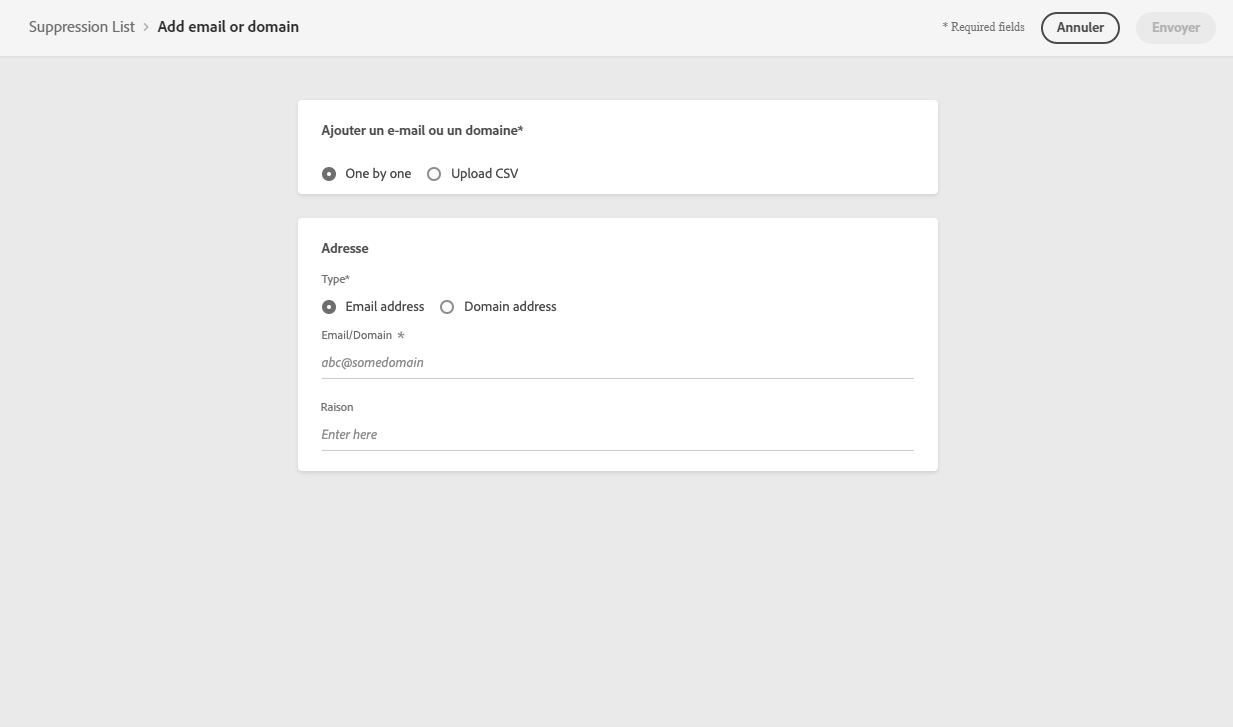 Suppression List > Add email or domain
* Required fields
Annuler
Envoyer
Ajouter un e-mail ou un domaine*
One by one
Upload CSV
Adresse
Type*
Email address
Domain address
Email/Domain *
abc@somedomain
Raison
Enter here